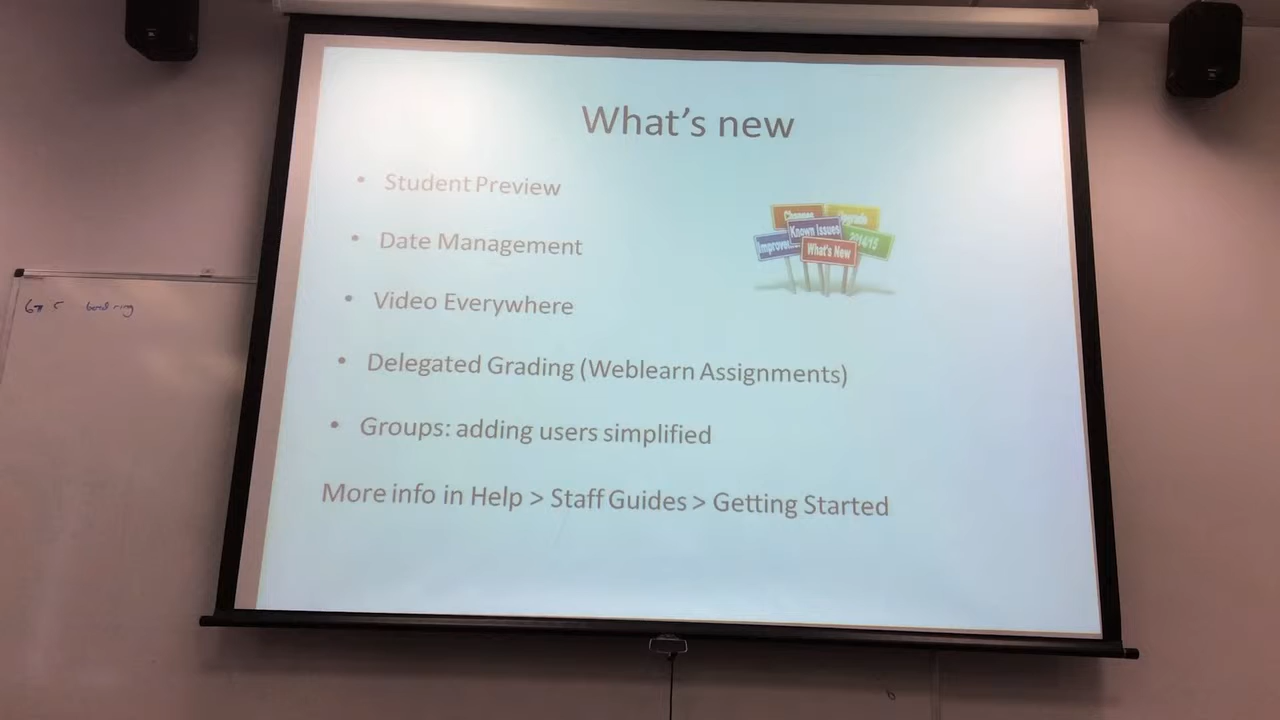 What's new
• Student Preview
• Date Management
• Video Everywhere
• Delegated Grading (Weblearn Assignments)
• Groups: adding users simplified
More info in Help > Staff Guides > Getting Started
Changes
Upgrade
Known Issues
2014/15
What's New